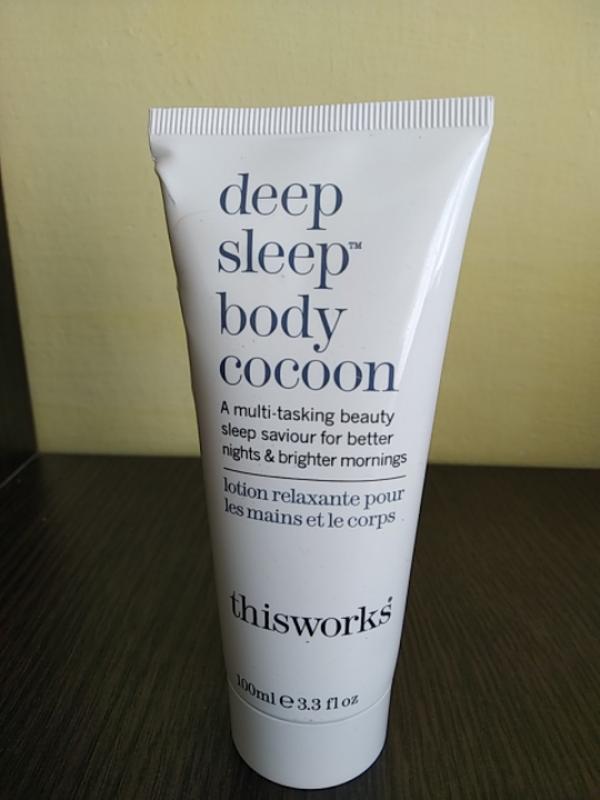 deep
sleep™
body
cocoon
A multi-tasking beauty
sleep saviour for better
nights & brighter mornings
lotion relaxante pour
les mains et le corps
thisworks®
100ml ℮ 3.3 fl oz